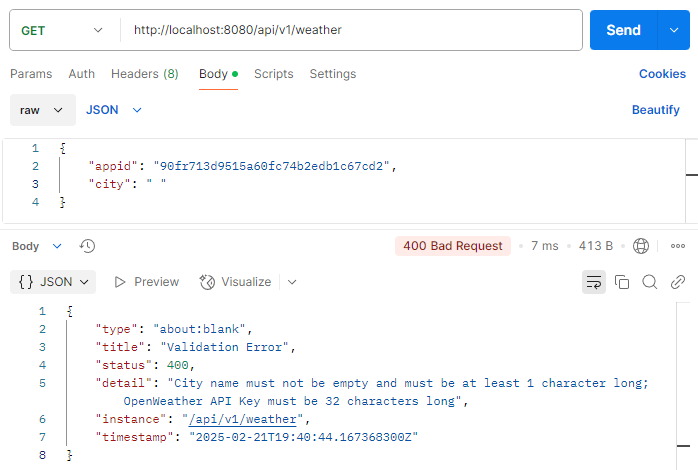 GET http://localhost:8080/api/v1/weather Send
Params Auth Headers (8) Body Scripts Settings Cookies
raw JSON Beautify
1 {
2 "appid": "90fr713d9515a60fc74b2edb1c67cd2",
3 "city": " "
4 }
Body 400 Bad Request • 7 ms • 413 B
{} JSON Preview Visualize
1 {
2 "type": "about:blank",
3 "title": "Validation Error",
4 "status": 400,
5 "detail": "City name must not be empty and must be at least 1 character long;
OpenWeather API Key must be 32 characters long",
6 "instance": "/api/v1/weather",
7 "timestamp": "2025-02-21T19:40:44.167368300Z"
8 }